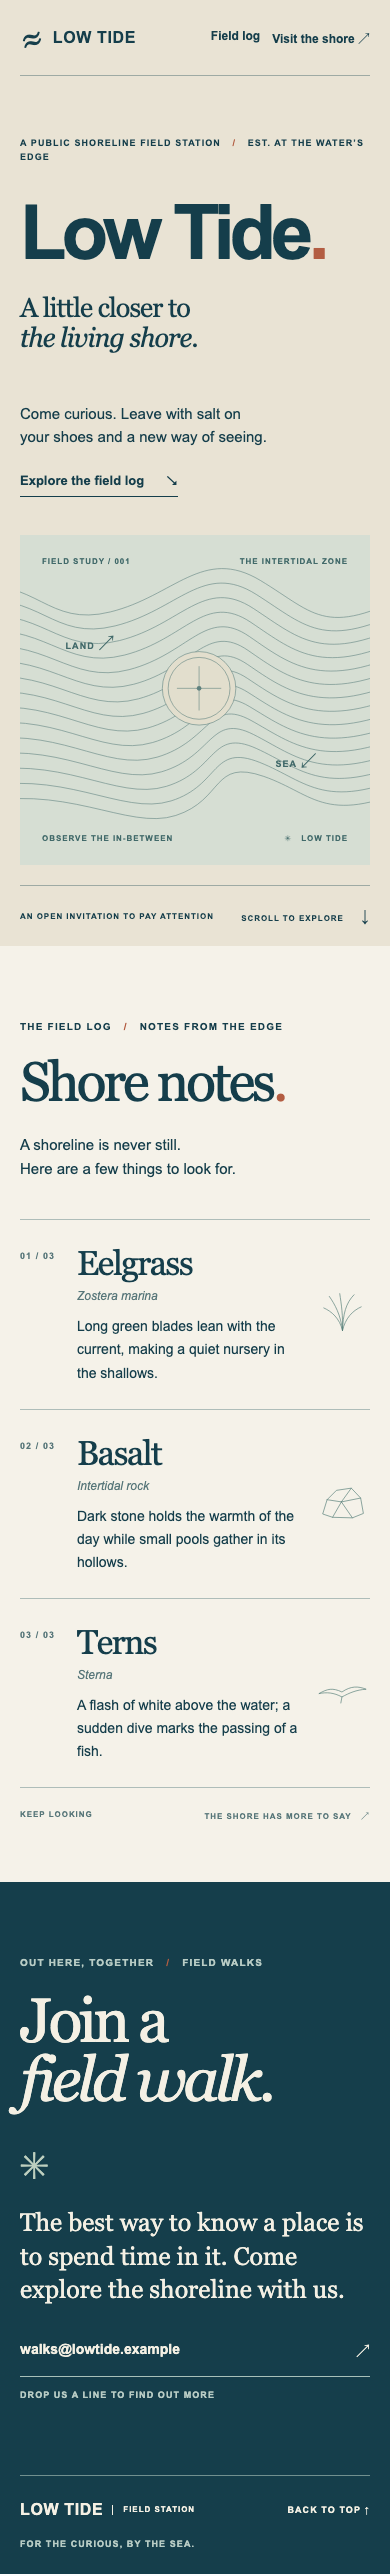 LOW TIDE
Field log Visit the shore ↗
A PUBLIC SHORELINE FIELD STATION / EST. AT THE WATER'S
EDGE
Low Tide.
A little closer to
the living shore.
Come curious. Leave with salt on
your shoes and a new way of seeing.
Explore the field log ↘
FIELD STUDY / 001
THE INTERTIDAL ZONE
LAND ↗
SEA ↙
OBSERVE THE IN-BETWEEN
✳ LOW TIDE
AN OPEN INVITATION TO PAY ATTENTION
SCROLL TO EXPLORE ↓
THE FIELD LOG / NOTES FROM THE EDGE
Shore notes.
A shoreline is never still.
Here are a few things to look for.
01 / 03
Eelgrass
Zostera marina
Long green blades lean with the
current, making a quiet nursery in
the shallows.
02 / 03
Basalt
Intertidal rock
Dark stone holds the warmth of the
day while small pools gather in its
hollows.
03 / 03
Terns
Sterna
A flash of white above the water; a
sudden dive marks the passing of a
fish.
KEEP LOOKING
THE SHORE HAS MORE TO SAY ↗
OUT HERE, TOGETHER / FIELD WALKS
Join a
field walk.
✳
The best way to know a place is
to spend time in it. Come
explore the shoreline with us.
walks@lowtide.example ↗
DROP US A LINE TO FIND OUT MORE
LOW TIDE | FIELD STATION
BACK TO TOP ↑
FOR THE CURIOUS, BY THE SEA.